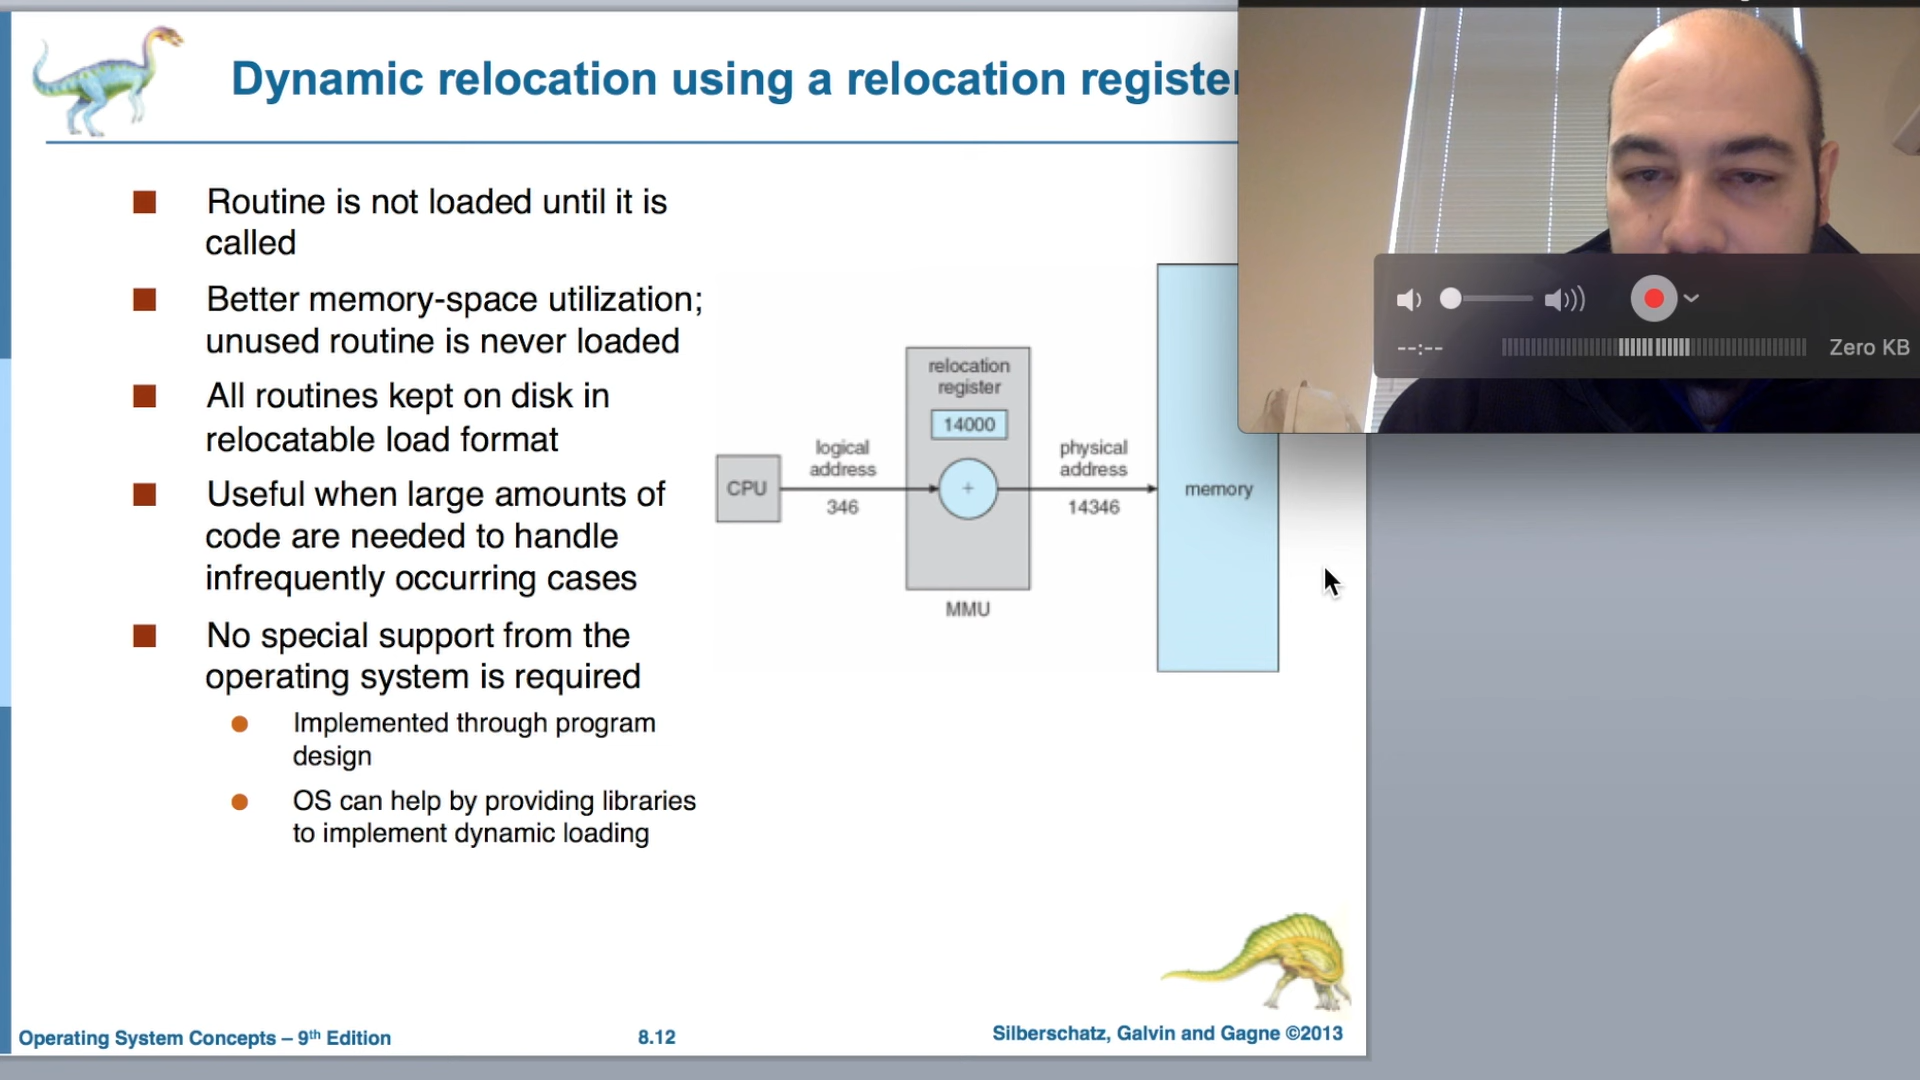 Dynamic relocation using a relocation register
Routine is not loaded until it is
called
Better memory-space utilization;
unused routine is never loaded
All routines kept on disk in
relocatable load format
Useful when large amounts of
code are needed to handle
infrequently occurring cases
No special support from the
operating system is required
Implemented through program
design
OS can help by providing libraries
to implement dynamic loading
relocation
register
14000
logical
address
346
CPU
+
physical
address
14346
memory
MMU
--:--
Zero KB
Operating System Concepts – 9th Edition
8.12
Silberschatz, Galvin and Gagne ©2013